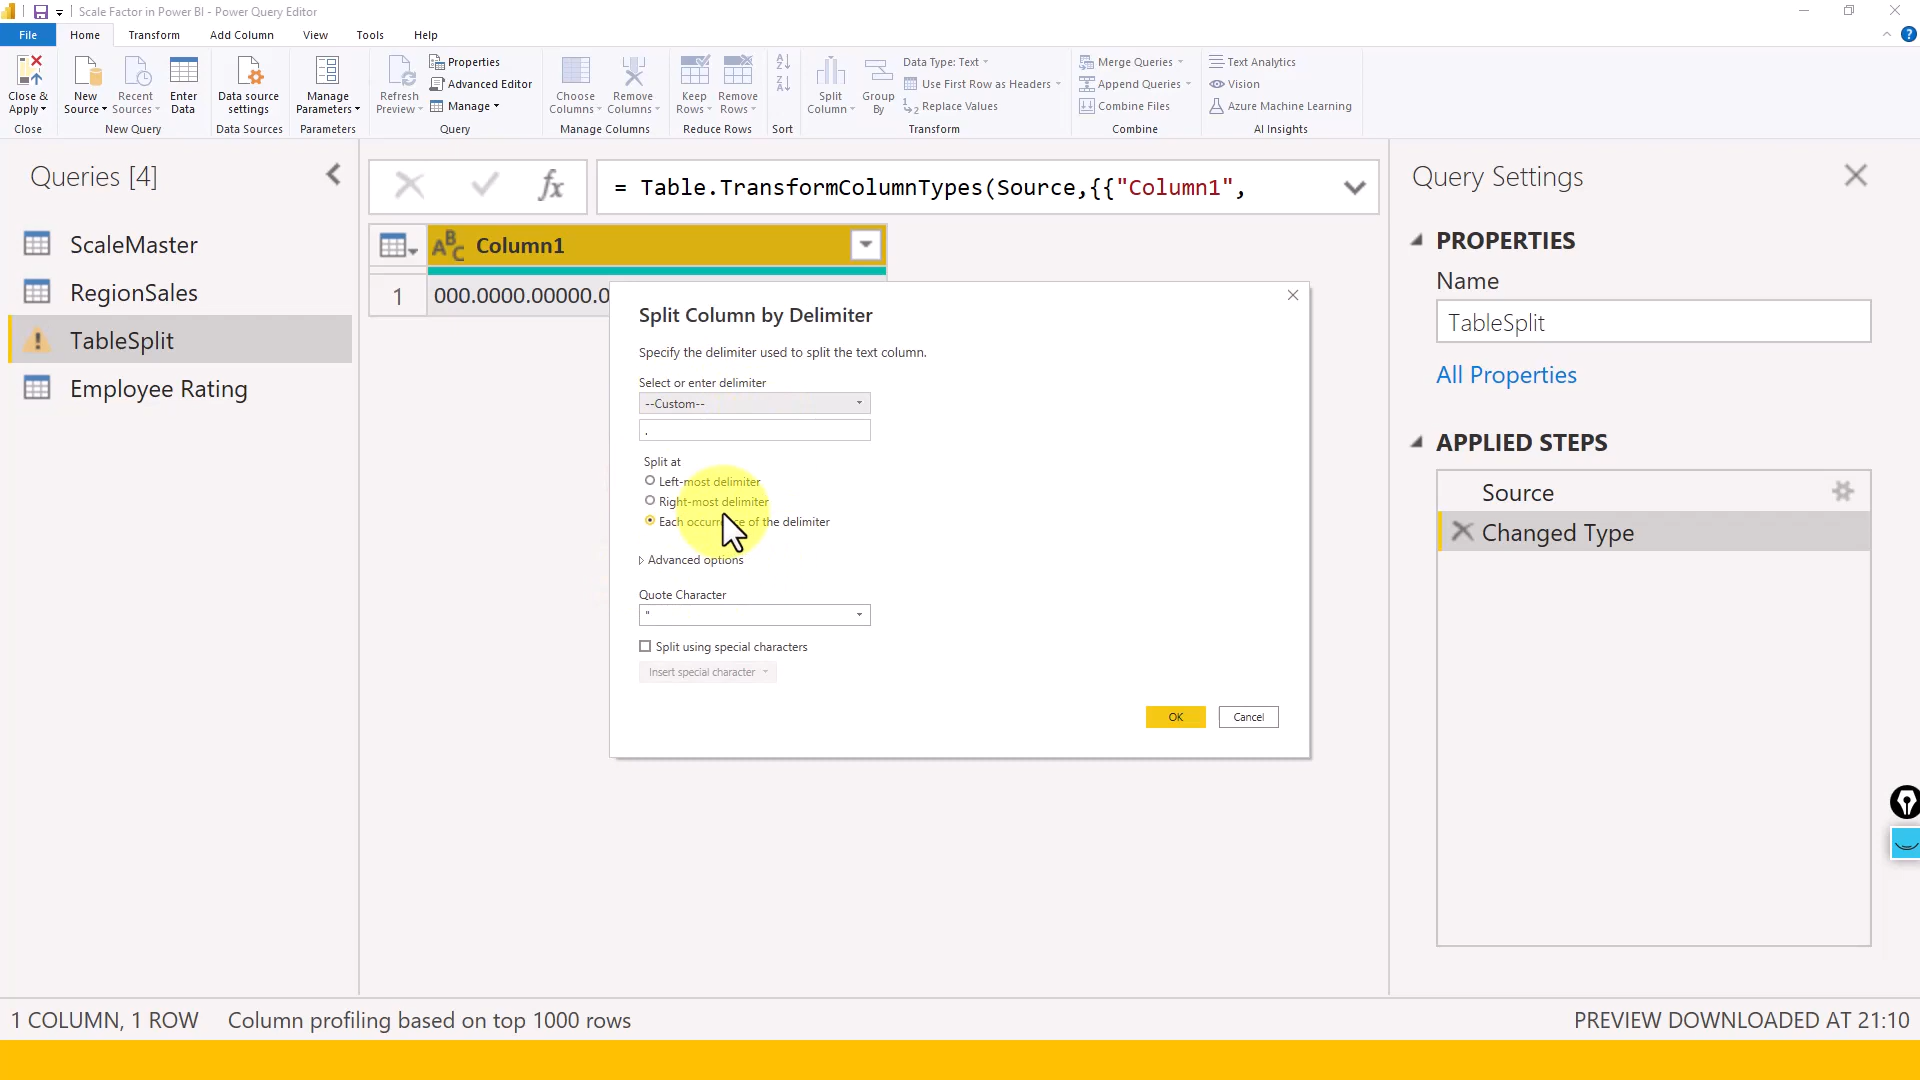 Scale Factor in Power BI - Power Query Editor
File Home Transform Add Column View Tools Help
Close & Apply
Close
New Source
Recent Sources
Enter Data
New Query
Data source settings
Data Sources
Manage Parameters
Parameters
Refresh Preview
Properties
Advanced Editor
Manage
Query
Choose Columns
Remove Columns
Manage Columns
Keep Rows
Remove Rows
Reduce Rows
Sort
Split Column
Group By
Data Type: Text
Use First Row as Headers
Replace Values
Transform
Merge Queries
Append Queries
Combine Files
Combine
Text Analytics
Vision
Azure Machine Learning
AI Insights
Queries [4]
ScaleMaster
RegionSales
TableSplit
Employee Rating
fx = Table.TransformColumnTypes(Source,{{"Column1",
ABC Column1
1 000.0000.00000.0
Split Column by Delimiter
Specify the delimiter used to split the text column.
Select or enter delimiter
--Custom--
.
Split at
Left-most delimiter
Right-most delimiter
Each occurrence of the delimiter
Advanced options
Quote Character
"
Split using special characters
Insert special character
OK Cancel
Query Settings
PROPERTIES
Name
TableSplit
All Properties
APPLIED STEPS
Source
Changed Type
1 COLUMN, 1 ROW Column profiling based on top 1000 rows
PREVIEW DOWNLOADED AT 21:10